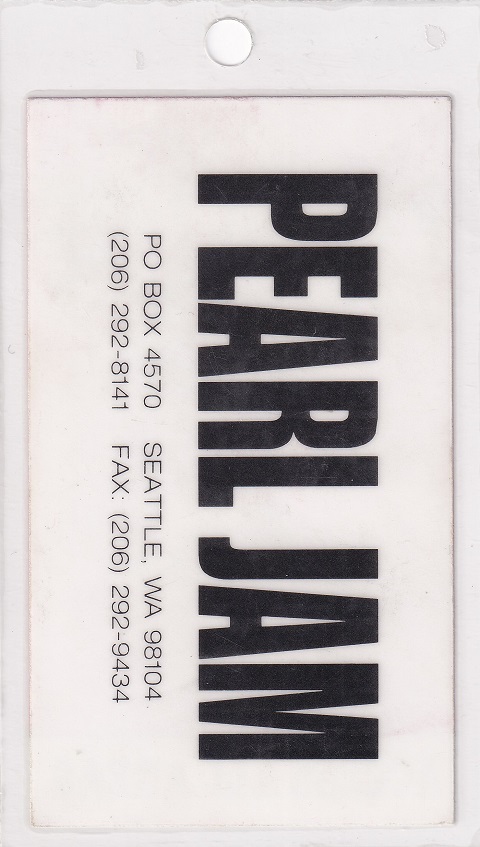 PEARL JAM
PO BOX 4570 SEATTLE, WA 98104
(206) 292-8141 FAX: (206) 292-9434